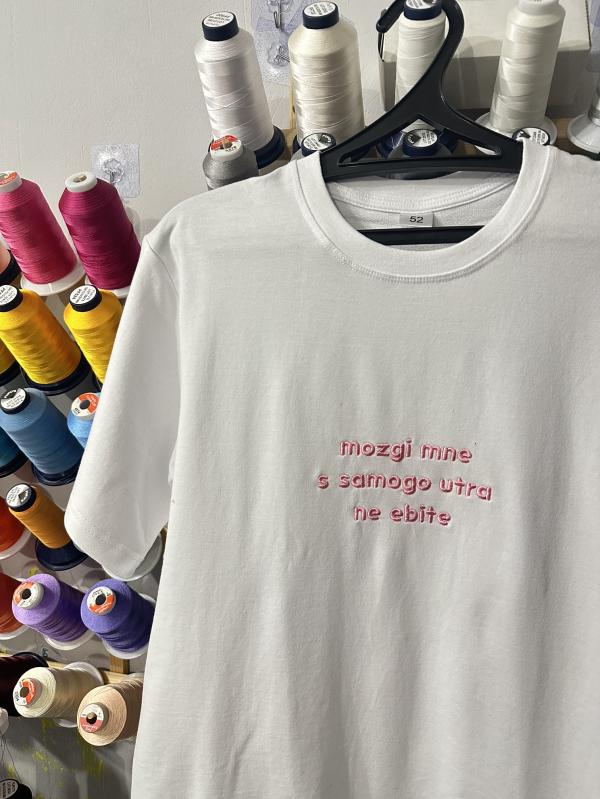 52
mozgi mne
s samogo utra
ne ebite